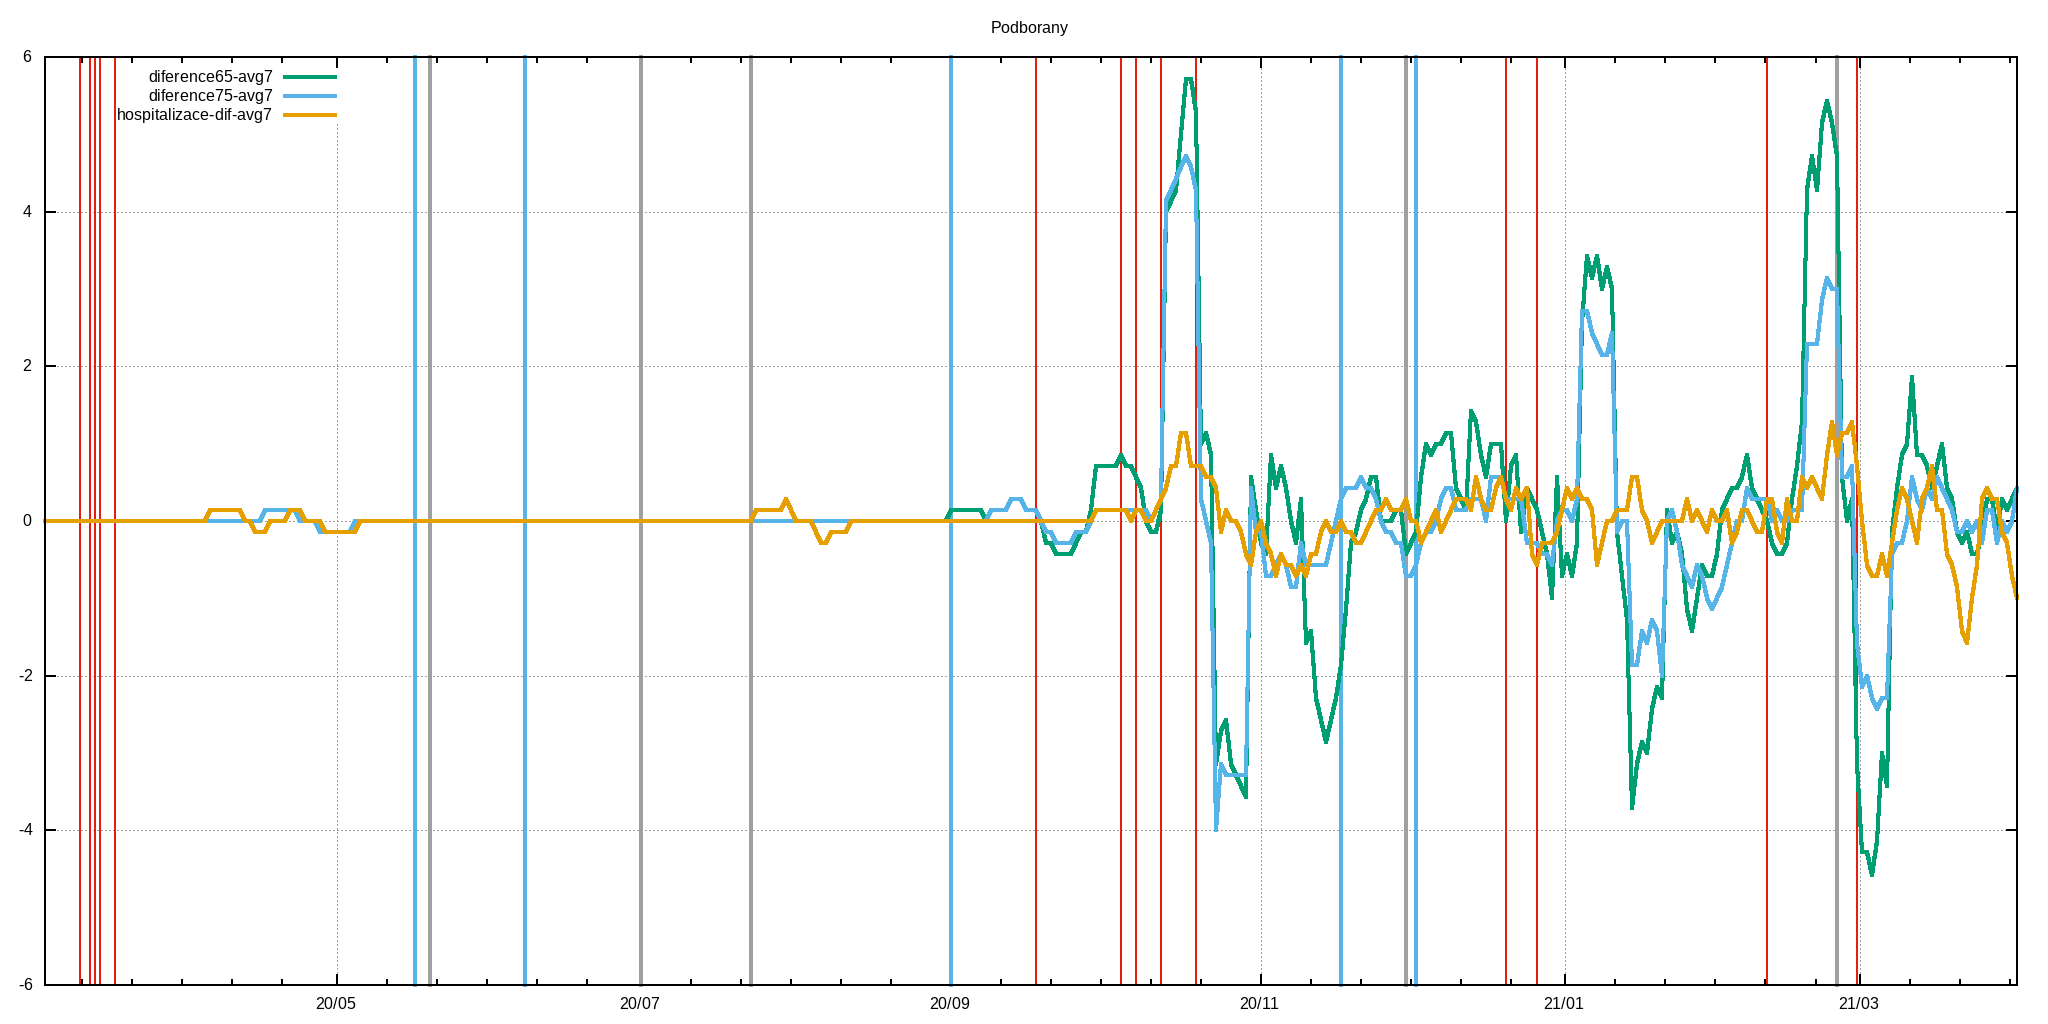 Podborany
diference65-avg7
diference75-avg7
hospitalizace-dif-avg7
6
4
2
0
-2
-4
-6
20/05 20/07 20/09 20/11 21/01 21/03